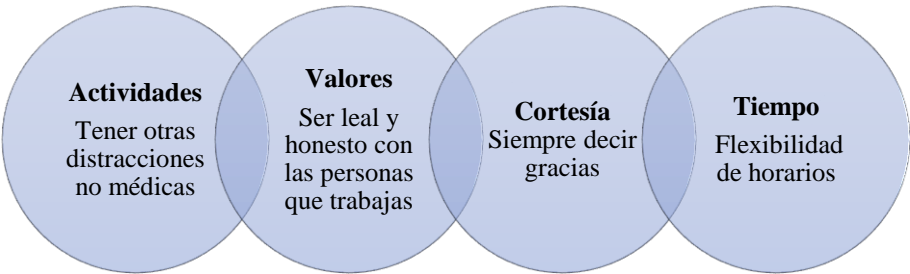 Actividades
Tener otras
distracciones
no médicas
Valores
Ser leal y
honesto con
las personas
que trabajas
Cortesía
Siempre decir
gracias
Tiempo
Flexibilidad
de horarios